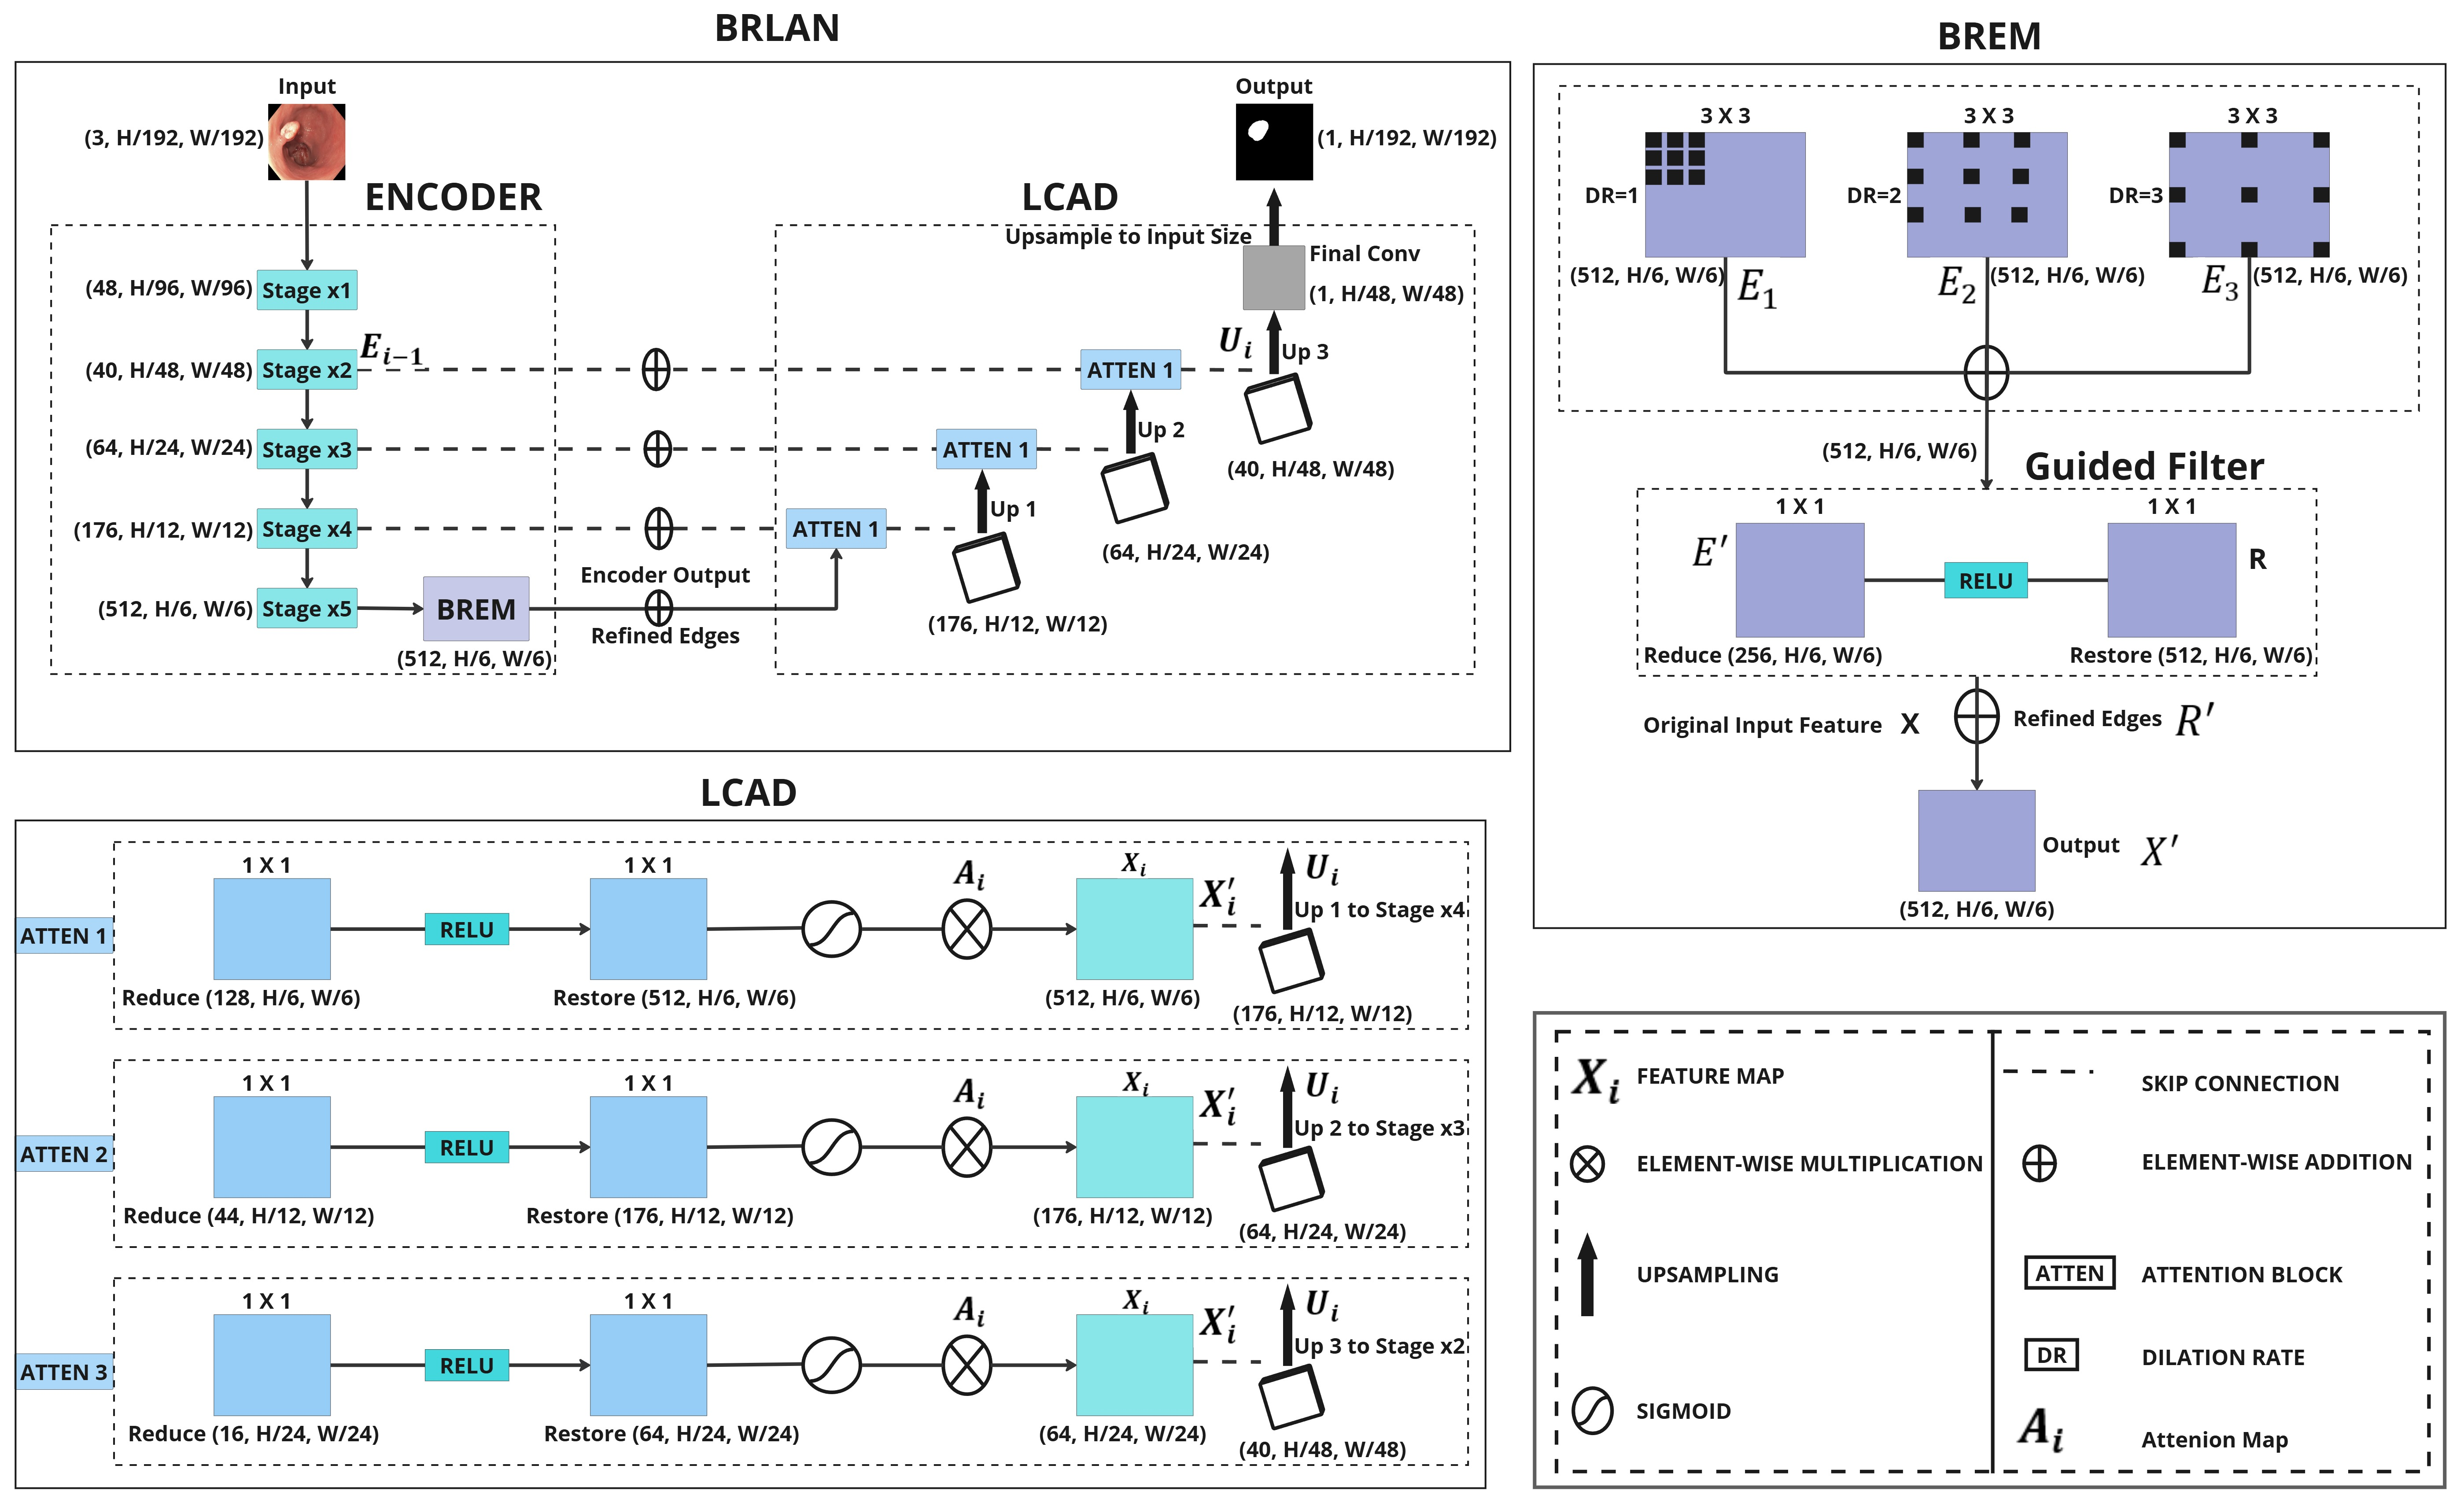 BRLAN
Input
(3, H/192, W/192)
Output
(1, H/192, W/192)
ENCODER
LCAD
Upsample to Input Size
Final Conv
(1, H/48, W/48)
(48, H/96, W/96)
Stage x1
(40, H/48, W/48)
Stage x2
E_{i-1}
ATTEN 1
U_i
Up 3
(40, H/48, W/48)
(64, H/24, W/24)
Stage x3
ATTEN 1
Up 2
(64, H/24, W/24)
(176, H/12, W/12)
Stage x4
ATTEN 1
Up 1
(176, H/12, W/12)
(512, H/6, W/6)
Stage x5
BREM
(512, H/6, W/6)
Encoder Output
Refined Edges
BREM
3 X 3
3 X 3
3 X 3
DR=1
DR=2
DR=3
(512, H/6, W/6)
E_1
E_2
(512, H/6, W/6)
E_3
(512, H/6, W/6)
(512, H/6, W/6)
Guided Filter
1 X 1
1 X 1
E'
RELU
R
Reduce (256, H/6, W/6)
Restore (512, H/6, W/6)
Original Input Feature X
Refined Edges R'
Output X'
(512, H/6, W/6)
LCAD
ATTEN 1
1 X 1
1 X 1
A_i
X_i
X'_i
U_i
RELU
Up 1 to Stage x4
Reduce (128, H/6, W/6)
Restore (512, H/6, W/6)
(512, H/6, W/6)
(176, H/12, W/12)
ATTEN 2
1 X 1
1 X 1
A_i
X_i
X'_i
U_i
RELU
Up 2 to Stage x3
Reduce (44, H/12, W/12)
Restore (176, H/12, W/12)
(176, H/12, W/12)
(64, H/24, W/24)
ATTEN 3
1 X 1
1 X 1
A_i
X_i
X'_i
U_i
RELU
Up 3 to Stage x2
Reduce (16, H/24, W/24)
Restore (64, H/24, W/24)
(64, H/24, W/24)
(40, H/48, W/48)
X_i FEATURE MAP
ELEMENT-WISE MULTIPLICATION
UPSAMPLING
SIGMOID
SKIP CONNECTION
ELEMENT-WISE ADDITION
ATTEN ATTENTION BLOCK
DR DILATION RATE
A_i Attenion Map